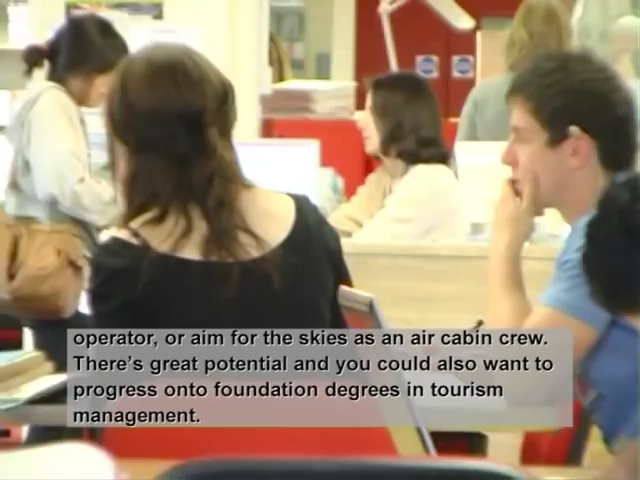 operator, or aim for the skies as an air cabin crew.
There's great potential and you could also want to
progress onto foundation degrees in tourism
management.